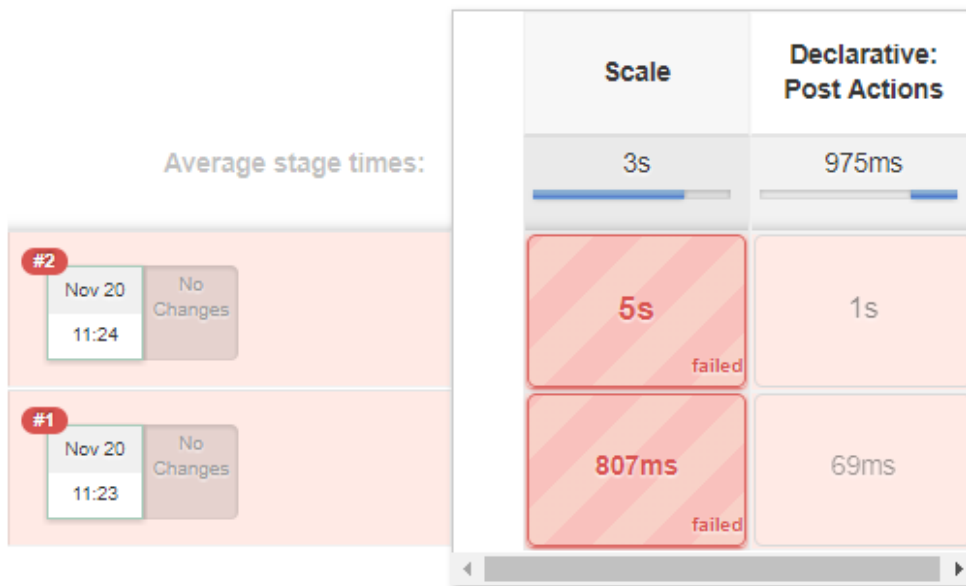 Scale
Declarative:
Post Actions
Average stage times:
3s
975ms
#2
Nov 20
11:24
No
Changes
5s
failed
1s
#1
Nov 20
11:23
No
Changes
807ms
failed
69ms